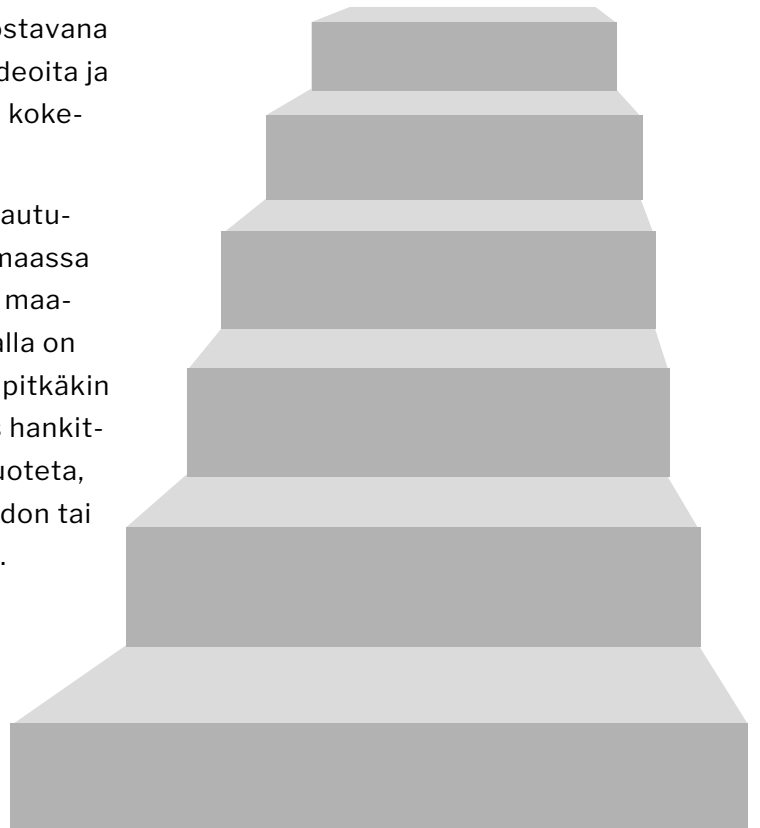 ostavana
deoita ja
koke-
autu-
maassa
maa-
alla on
pitkäkin
s hankit-
uoteta,
don tai
.